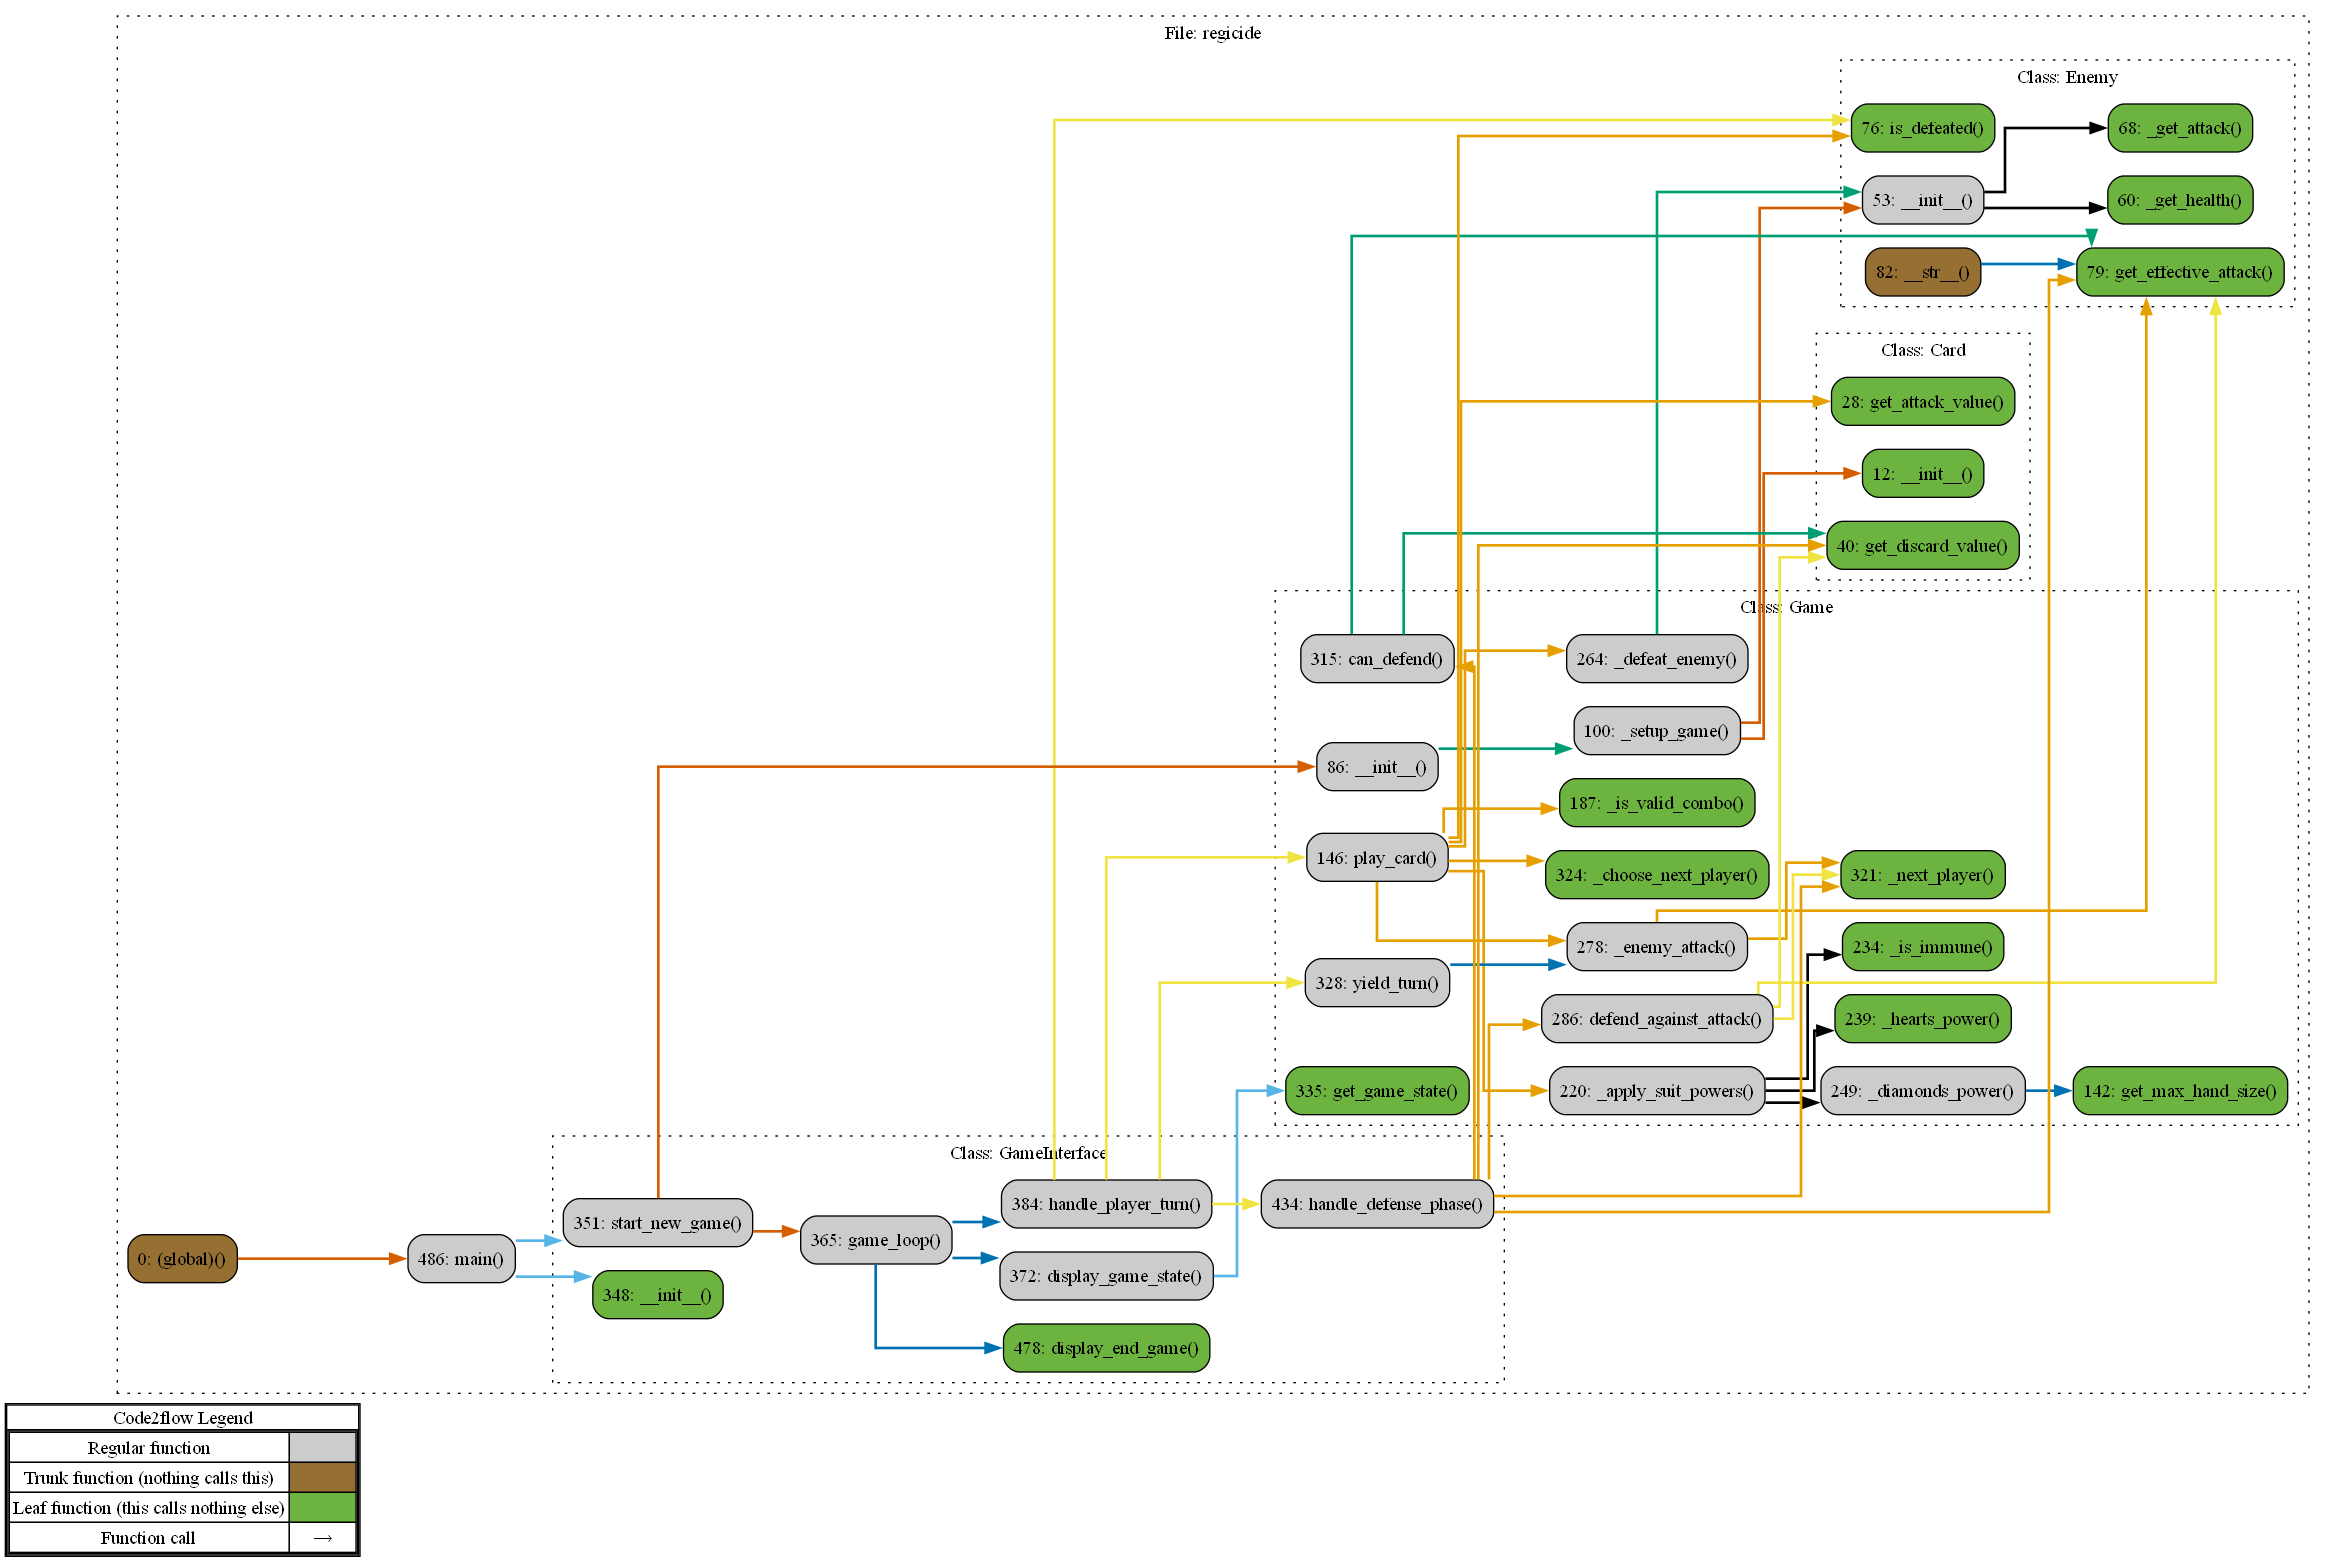 File: regicide
Class: Enemy
76: is_defeated()
68: _get_attack()
53: __init__()
60: _get_health()
82: __str__()
79: get_effective_attack()
Class: Card
28: get_attack_value()
12: __init__()
40: get_discard_value()
Class: Game
315: can_defend()
264: _defeat_enemy()
100: _setup_game()
86: __init__()
187: _is_valid_combo()
146: play_card()
324: _choose_next_player()
321: _next_player()
278: _enemy_attack()
234: _is_immune()
328: yield_turn()
286: defend_against_attack()
239: _hearts_power()
335: get_game_state()
220: _apply_suit_powers()
249: _diamonds_power()
142: get_max_hand_size()
Class: GameInterface
384: handle_player_turn()
434: handle_defense_phase()
351: start_new_game()
365: game_loop()
0: (global)()
486: main()
372: display_game_state()
348: __init__()
478: display_end_game()
Code2flow Legend
Regular function
Trunk function (nothing calls this)
Leaf function (this calls nothing else)
Function call →